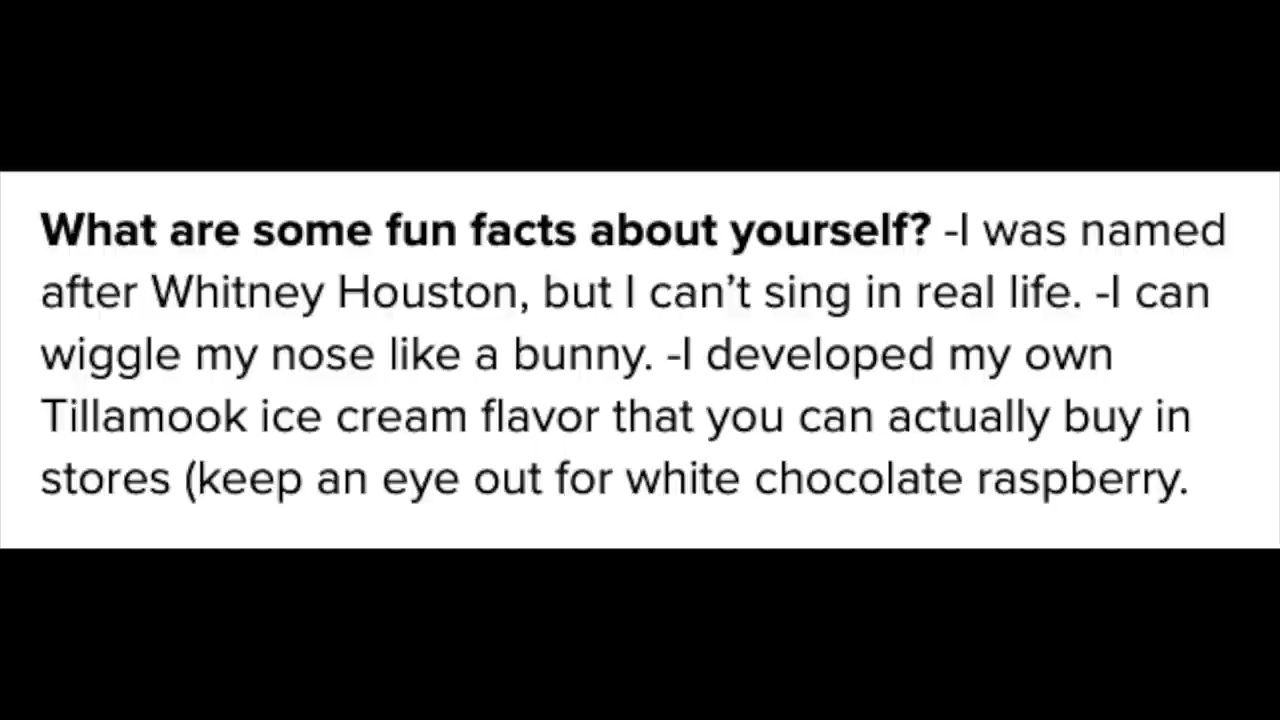 What are some fun facts about yourself? -I was named
after Whitney Houston, but I can’t sing in real life. -I can
wiggle my nose like a bunny. -I developed my own
Tillamook ice cream flavor that you can actually buy in
stores (keep an eye out for white chocolate raspberry.